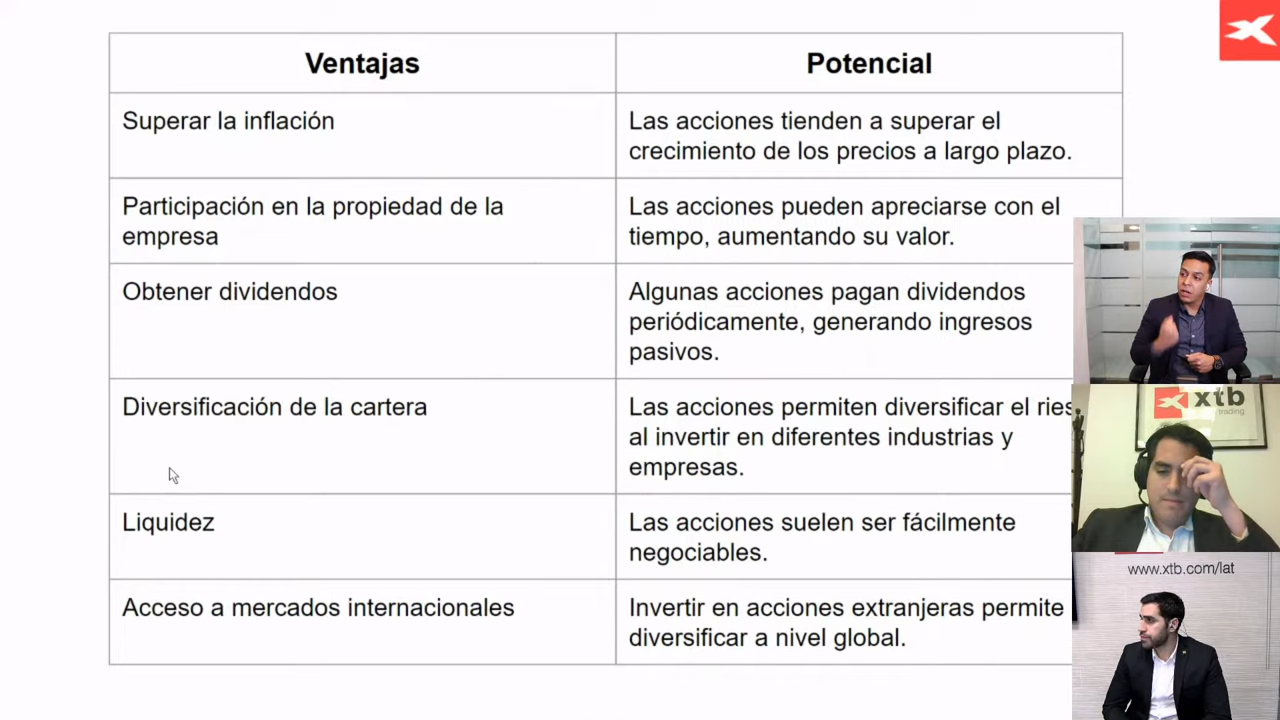 Ventajas
Potencial
Superar la inflación
Las acciones tienden a superar el
crecimiento de los precios a largo plazo.
Participación en la propiedad de la
empresa
Las acciones pueden apreciarse con el
tiempo, aumentando su valor.
Obtener dividendos
Algunas acciones pagan dividendos
periódicamente, generando ingresos
pasivos.
Diversificación de la cartera
Las acciones permiten diversificar el
al invertir en diferentes industrias y
empresas.
Liquidez
Las acciones suelen ser fácilmente
negociables.
Acceso a mercados internacionales
Invertir en acciones extranjeras permite
diversificar a nivel global.
xtb
trading
www.xtb.com/lat